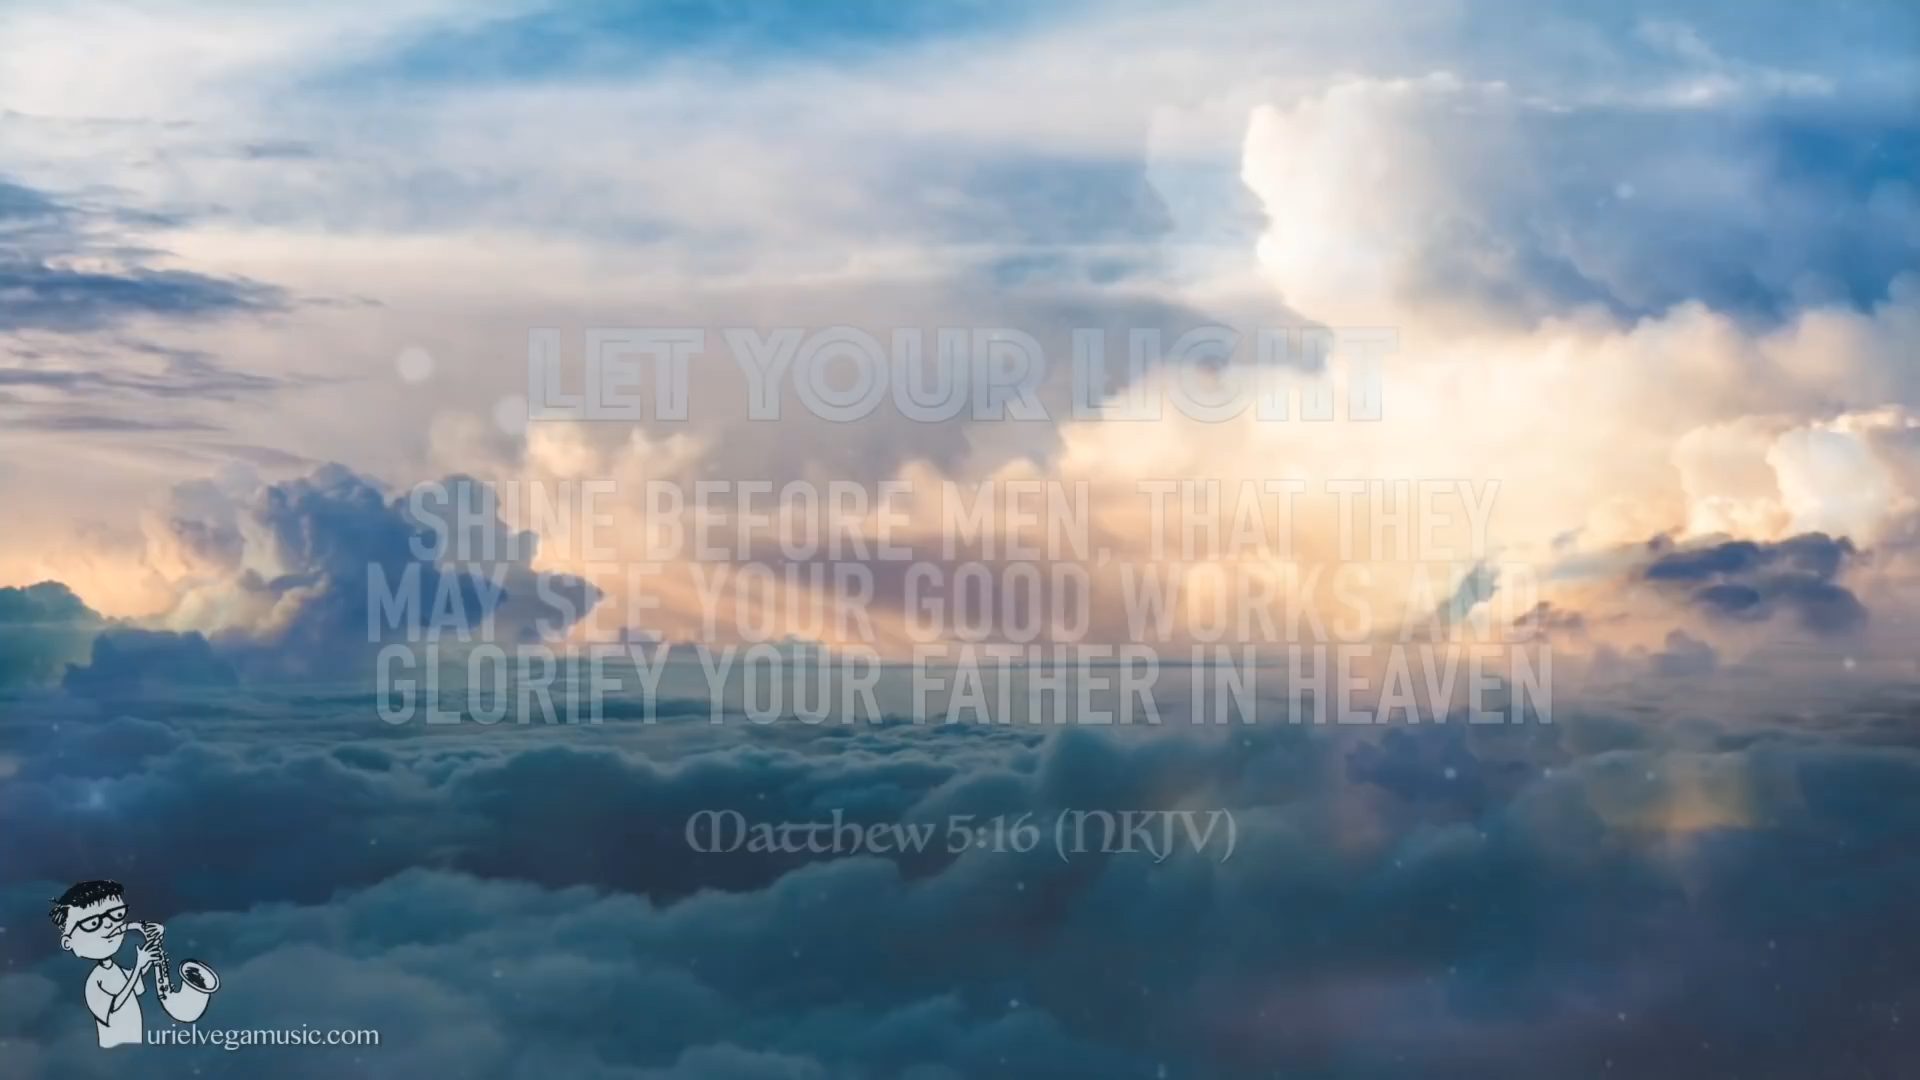 LET YOUR LIGHT
SHINE BEFORE MEN, THAT THEY
MAY SEE YOUR GOOD WORKS AND
GLORIFY YOUR FATHER IN HEAVEN
Matthew 5:16 (NKJV)
urielvegamusic.com